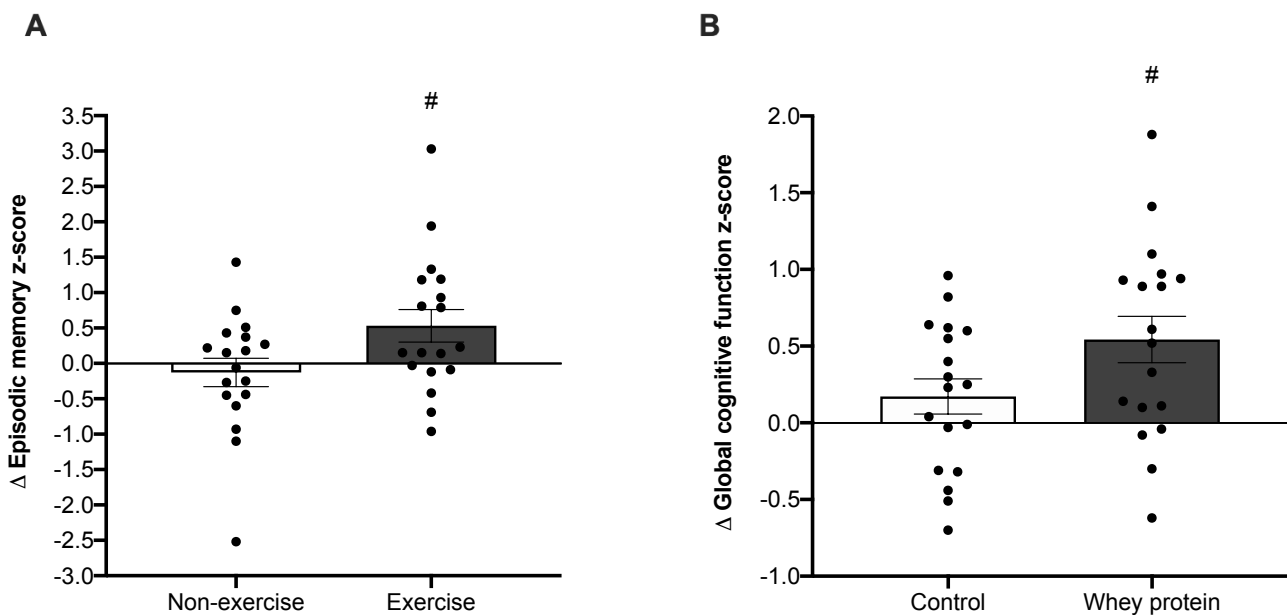 A
#
Δ Episodic memory z-score
3.5
3.0
2.5
2.0
1.5
1.0
0.5
0.0
-0.5
-1.0
-1.5
-2.0
-2.5
-3.0
Non-exercise
Exercise
B
#
Δ Global cognitive function z-score
2.0
1.5
1.0
0.5
0.0
-0.5
-1.0
Control
Whey protein